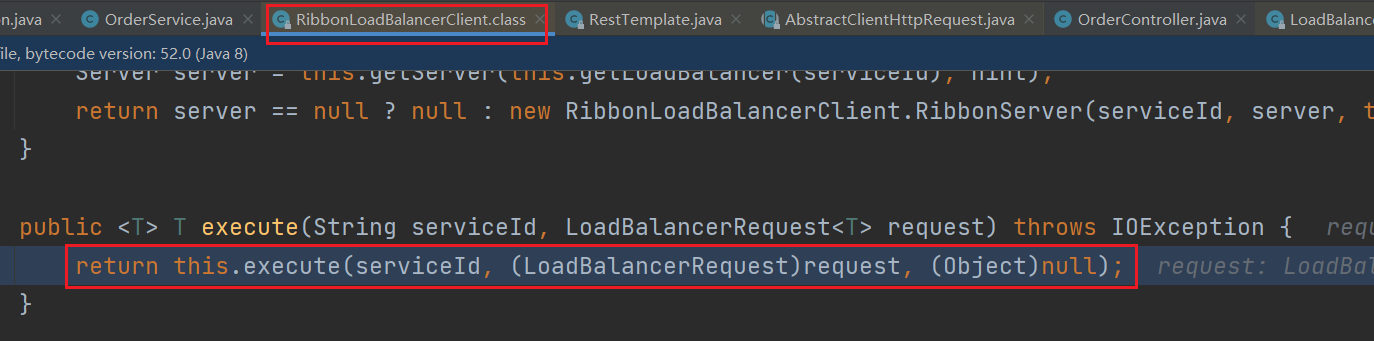 n.java × OrderService.java × RibbonLoadBalancerClient.class × RestTemplate.java × AbstractClientHttpRequest.java × OrderController.java × LoadBalance
file, bytecode version: 52.0 (Java 8)
Server server = this.getServer(this.getLoadBalancer(serviceId), hint);
return server == null ? null : new RibbonLoadBalancerClient.RibbonServer(serviceId, server, t
}
public <T> T execute(String serviceId, LoadBalancerRequest<T> request) throws IOException { requ
return this.execute(serviceId, (LoadBalancerRequest)request, (Object)null); request: LoadBal
}